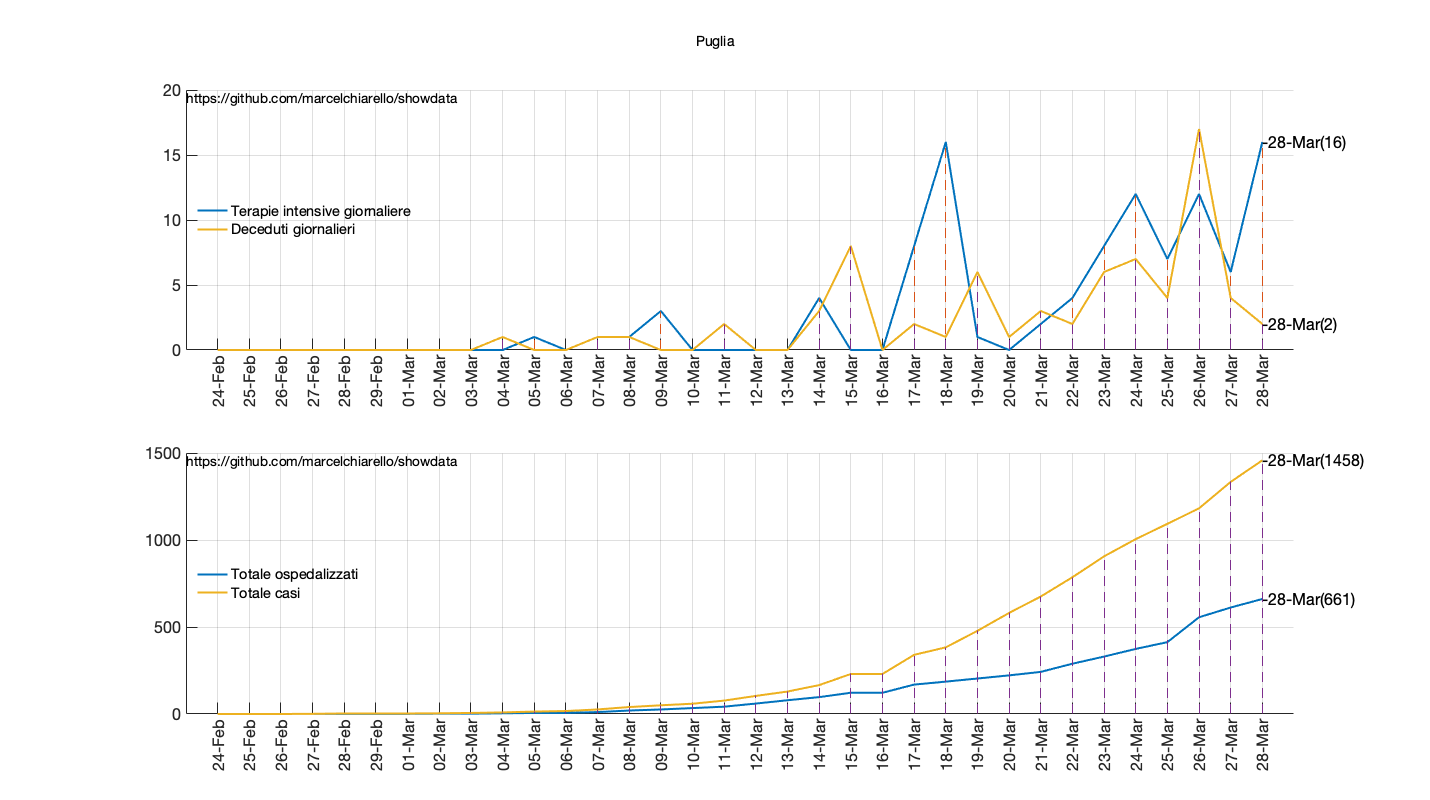 Puglia
20
https://github.com/marcelchiarello/showdata
15
-28-Mar(16)
Terapie intensive giornaliere
10
Deceduti giornalieri
5
-28-Mar(2)
0
24-Feb
25-Feb
26-Feb
27-Feb
28-Feb
29-Feb
01-Mar
02-Mar
03-Mar
04-Mar
05-Mar
06-Mar
07-Mar
08-Mar
09-Mar
10-Mar
11-Mar
12-Mar
13-Mar
14-Mar
15-Mar
16-Mar
17-Mar
18-Mar
19-Mar
20-Mar
21-Mar
22-Mar
23-Mar
24-Mar
25-Mar
26-Mar
27-Mar
28-Mar
1500
https://github.com/marcelchiarello/showdata
-28-Mar(1458)
1000
Totale ospedalizzati
Totale casi
-28-Mar(661)
500
0
24-Feb
25-Feb
26-Feb
27-Feb
28-Feb
29-Feb
01-Mar
02-Mar
03-Mar
04-Mar
05-Mar
06-Mar
07-Mar
08-Mar
09-Mar
10-Mar
11-Mar
12-Mar
13-Mar
14-Mar
15-Mar
16-Mar
17-Mar
18-Mar
19-Mar
20-Mar
21-Mar
22-Mar
23-Mar
24-Mar
25-Mar
26-Mar
27-Mar
28-Mar